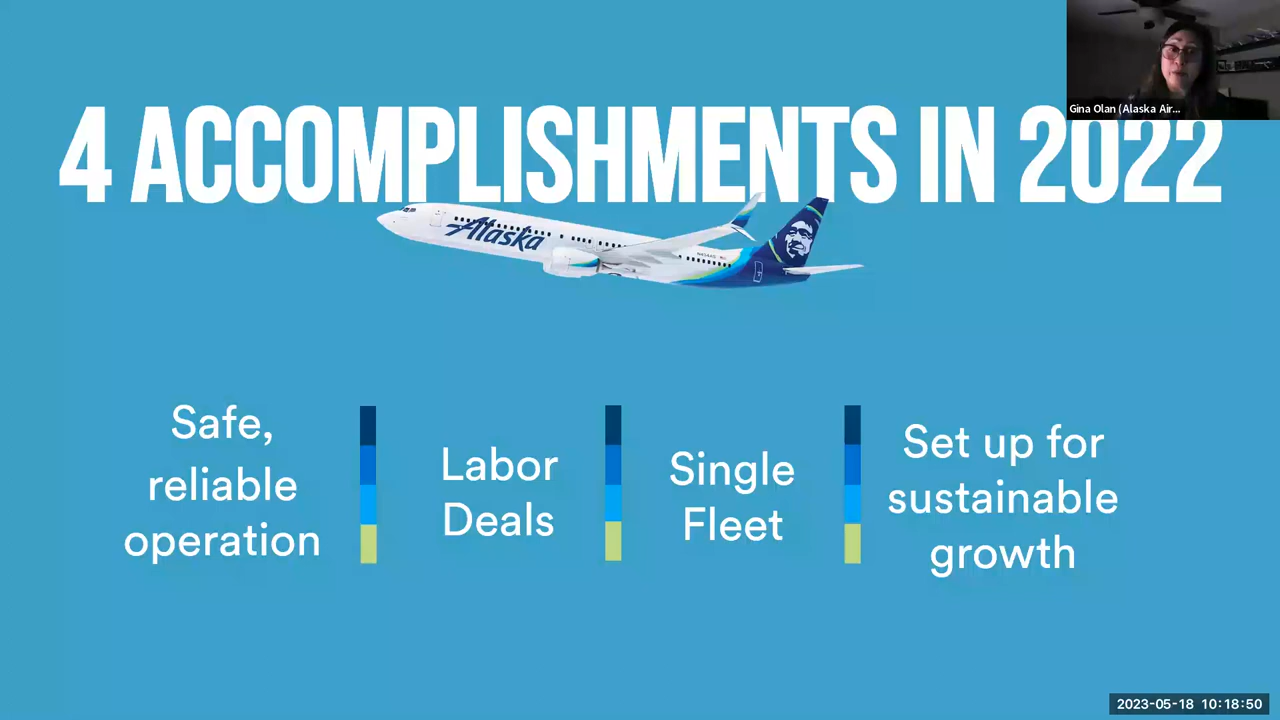 4 ACCOMPLISHMENTS IN 2022
Gina Olan (Alaska Air...
Alaska
Safe,
reliable
operation
Labor
Deals
Single
Fleet
Set up for
sustainable
growth
2023-05-18 10:18:50